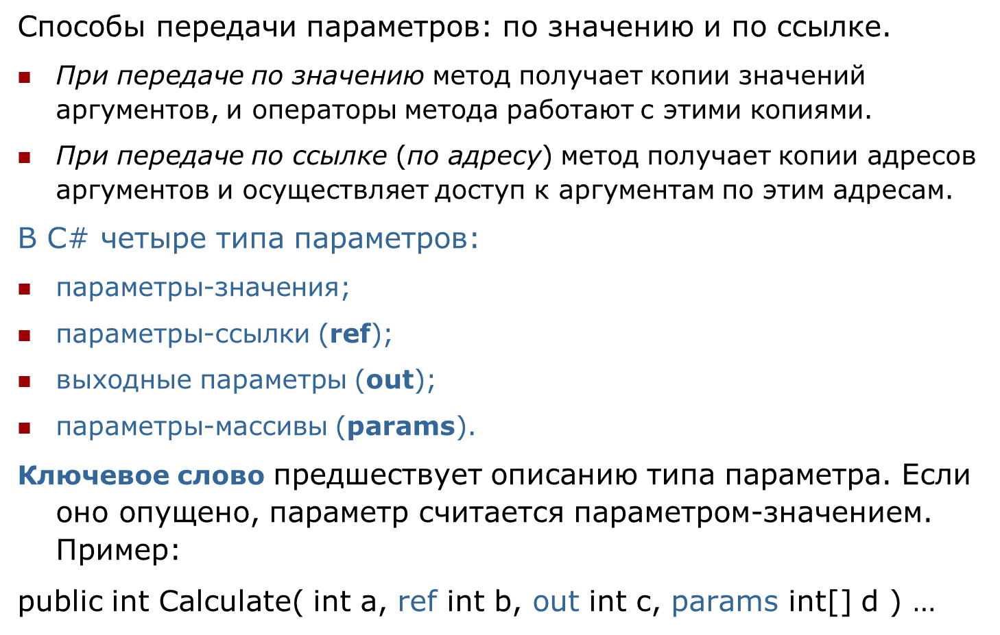 Способы передачи параметров: по значению и по ссылке.
При передаче по значению метод получает копии значений
аргументов, и операторы метода работают с этими копиями.
При передаче по ссылке (по адресу) метод получает копии адресов
аргументов и осуществляет доступ к аргументам по этим адресам.
В C# четыре типа параметров:
параметры-значения;
параметры-ссылки (ref);
выходные параметры (out);
параметры-массивы (params).
Ключевое слово предшествует описанию типа параметра. Если
оно опущено, параметр считается параметром-значением.
Пример:
public int Calculate( int a, ref int b, out int c, params int[] d ) …